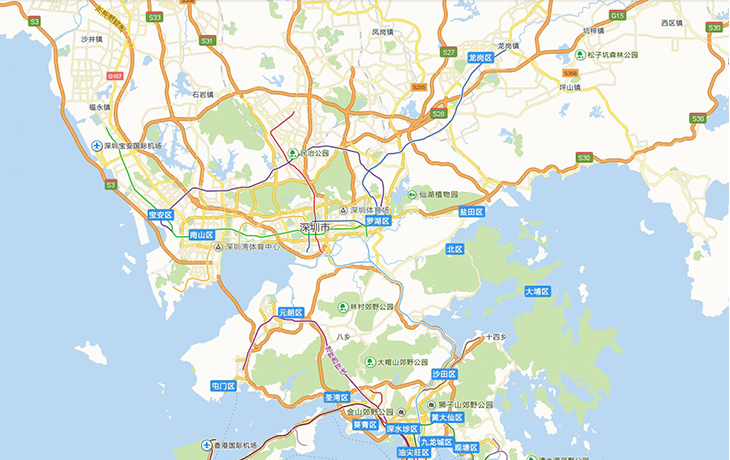 S3
S33
S31
凤岗镇
G15
西区镇
沙井镇
坑梓镇
S30
龙岗镇
S27
龙岗区
松子坑森林公园
G107
S356
坪山镇
S255
石岩镇
福永镇
S28
S30
深圳宝安国际机场
民治公园
S30
S3
仙湖植物园
宝安区
深圳体育场
盐田区
罗湖区
南山区
深圳市
深圳湾体育中心
北区
大埔区
林村郊野公园
元朗区
八乡
十四乡
大帽山郊野公园
沙田区
屯门区
荃湾区
金山郊野公园
狮子山郊野公园
黄大仙区
葵青区
深水埗区
九龙城区
香港国际机场
油尖旺区
观塘区